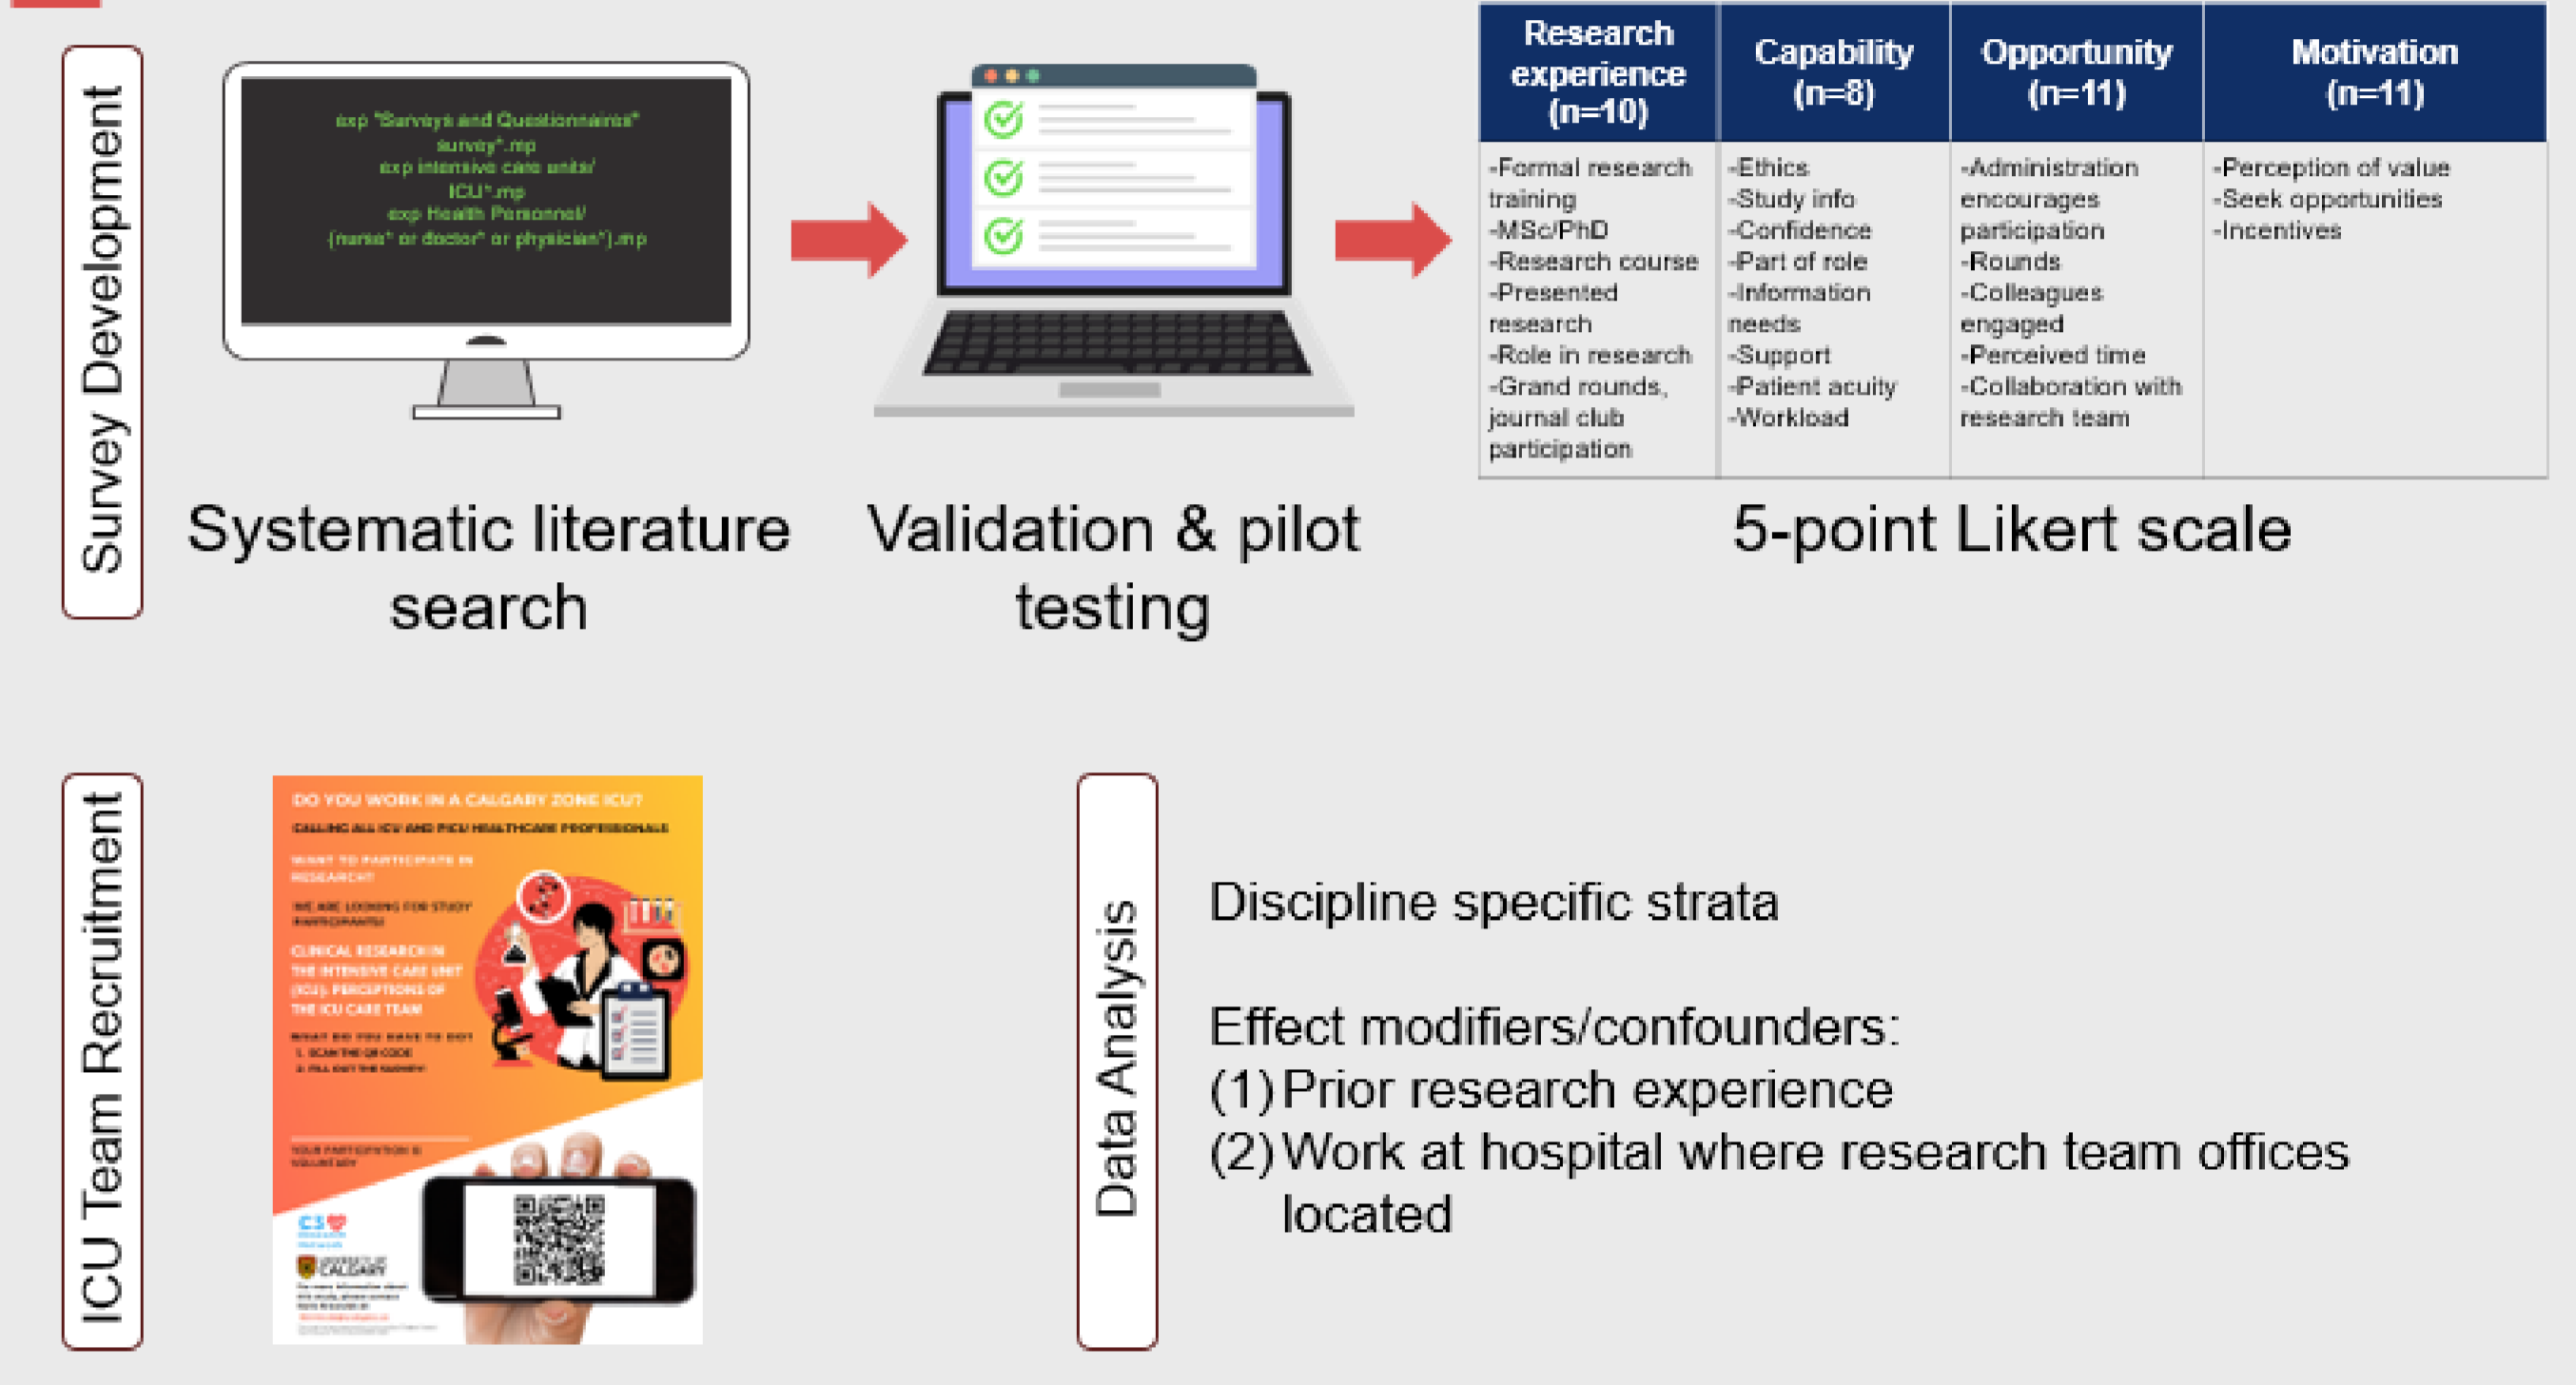 Survey Development
exp "Surveys and Questionnaires"
survey*.mp
exp intensive care units/
ICU*.mp
exp Health Personnel/
(nurse* or doctor* or physician*).mp
Systematic literature
search
Validation & pilot
testing
Research
experience
(n=10)
-Formal research
training
-MSc/PhD
-Research course
-Presented
research
-Role in research
-Grand rounds,
journal club
participation
Capability
(n=8)
-Ethics
-Study info
-Confidence
-Part of role
-Information
needs
-Support
-Patient acuity
-Workload
Opportunity
(n=11)
-Administration
encourages
participation
-Rounds
-Colleagues
engaged
-Perceived time
-Collaboration with
research team
Motivation
(n=11)
-Perception of value
-Seek opportunities
-Incentives
5-point Likert scale
ICU Team Recruitment
DO YOU WORK IN A CALGARY ZONE ICU?
CALLING ALL ICU AND PICU HEALTHCARE PROFESSIONALS
WANT TO PARTICIPATE IN
RESEARCH?
WE ARE LOOKING FOR STUDY
PARTICIPANTS!
CLINICAL RESEARCH IN
THE INTENSIVE CARE UNIT
(ICU): PERCEPTIONS OF
THE ICU CARE TEAM
WHAT DO YOU HAVE TO DO?
1. SCAN THE QR CODE
2. FILL OUT THE SURVEY!
YOUR PARTICIPATION IS
VOLUNTARY
UNIVERSITY OF
CALGARY
Data Analysis
Discipline specific strata
Effect modifiers/confounders:
(1) Prior research experience
(2) Work at hospital where research team offices
located